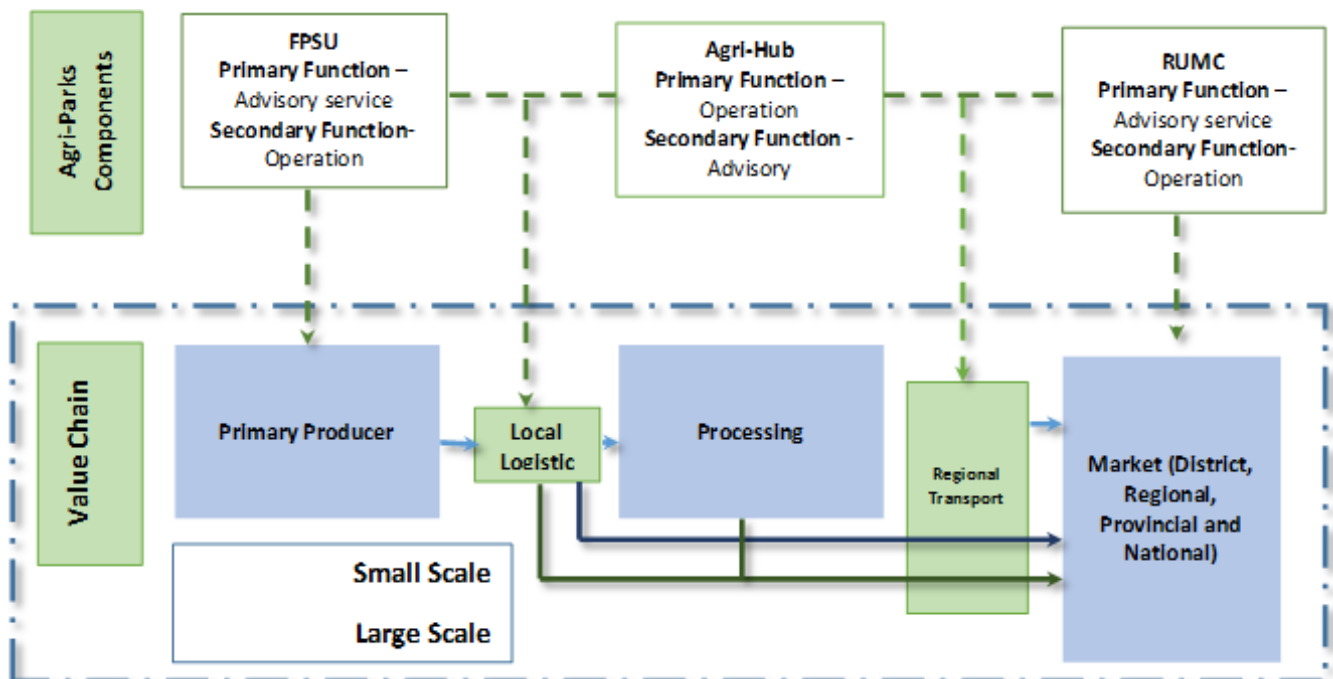 Agri-Parks
Components
FPSU
Primary Function –
Advisory service
Secondary Function-
Operation
Agri-Hub
Primary Function –
Operation
Secondary Function -
Advisory
RUMC
Primary Function –
Advisory service
Secondary Function-
Operation
Value Chain
Primary Producer
Local
Logistic
Processing
Regional
Transport
Market (District,
Regional,
Provincial and
National)
Small Scale
Large Scale